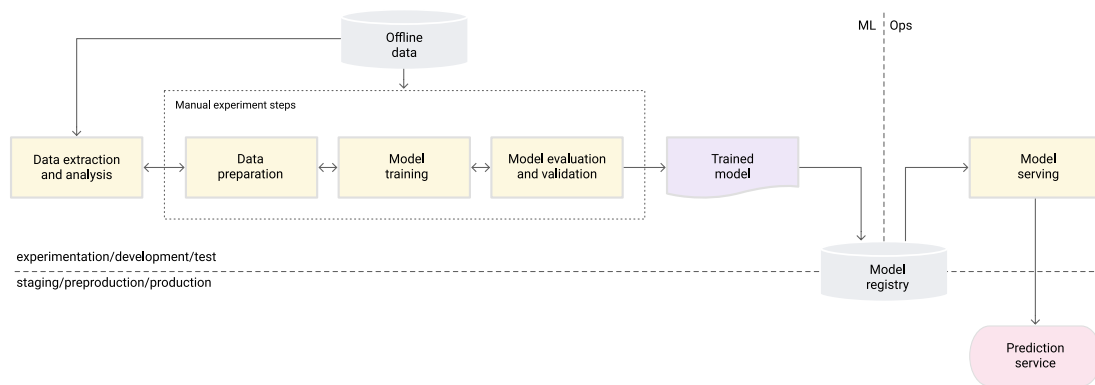 Offline
data
ML
Ops
Manual experiment steps
Data extraction
and analysis
Data
preparation
Model
training
Model evaluation
and validation
Trained
model
Model
serving
experimentation/development/test
staging/preproduction/production
Model
registry
Prediction
service